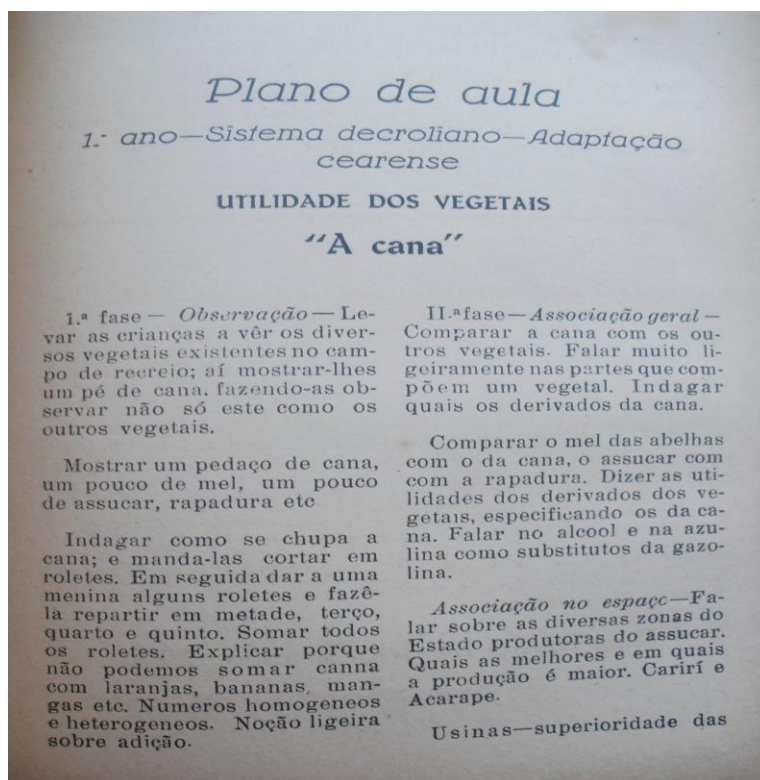 Plano de aula
1.- ano—Sistema decroliano—Adaptação
cearense
UTILIDADE DOS VEGETAIS
"A cana"
1.ª fase — Observação — Le-
var as crianças a vêr os diver-
sos vegetais existentes no cam-
po de recreio; aí mostrar-lhes
um pé de cana. fazendo-as ob-
servar não só este como os
outros vegetais.
Mostrar um pedaço de cana,
um pouco de mel, um pouco
de assucar, rapadura etc
Indagar como se chupa a
cana; e manda-las cortar em
roletes. Em seguida dar a uma
menina alguns roletes e fazê-
la repartir em metade, terço,
quarto e quinto. Somar todos
os roletes. Explicar porque
não podemos somar canna
com laranjas, bananas, man-
gas etc. Numeros homogeneos
e heterogeneos. Noção ligeira
sobre adição.
II.ª fase—Associação geral —
Comparar a cana com os ou-
tros vegetais. Falar muito li-
geiramente nas partes que com-
põem um vegetal. Indagar
quais os derivados da cana.
Comparar o mel das abelhas
com o da cana, o assucar com
com a rapadura. Dizer as uti-
lidades dos derivados dos ve-
getais, especificando os da ca-
na. Falar no alcool e na azu-
lina como substitutos da gazo-
lina.
Associação no espaço—Fa-
lar sobre as diversas zonas do
Estado produtoras do assucar.
Quais as melhores e em quais
a produção é maior. Carirí e
Acarape.
Usinas—superioridade das